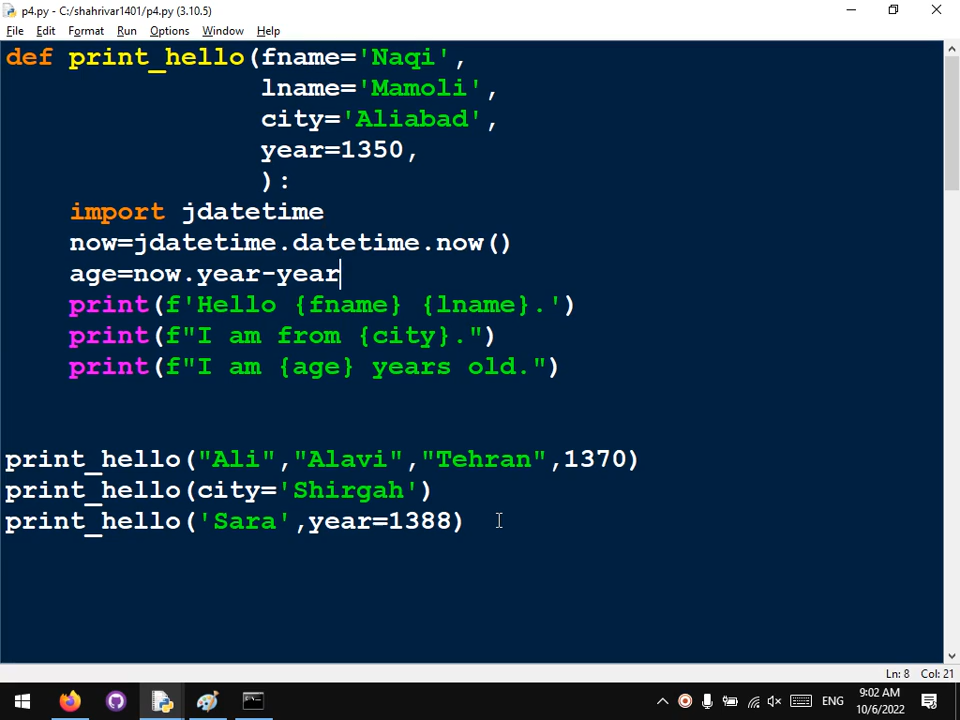 p4.py - C:/shahrivar1401/p4.py (3.10.5)
File Edit Format Run Options Window Help
def print_hello(fname='Naqi',
                lname='Mamoli',
                city='Aliabad',
                year=1350,
                ):
    import jdatetime
    now=jdatetime.datetime.now()
    age=now.year-year
    print(f'Hello {fname} {lname}.')
    print(f"I am from {city}.")
    print(f"I am {age} years old.")
print_hello("Ali","Alavi","Tehran",1370)
print_hello(city='Shirgah')
print_hello('Sara',year=1388)
Ln: 8 Col: 21
ENG
9:02 AM
10/6/2022